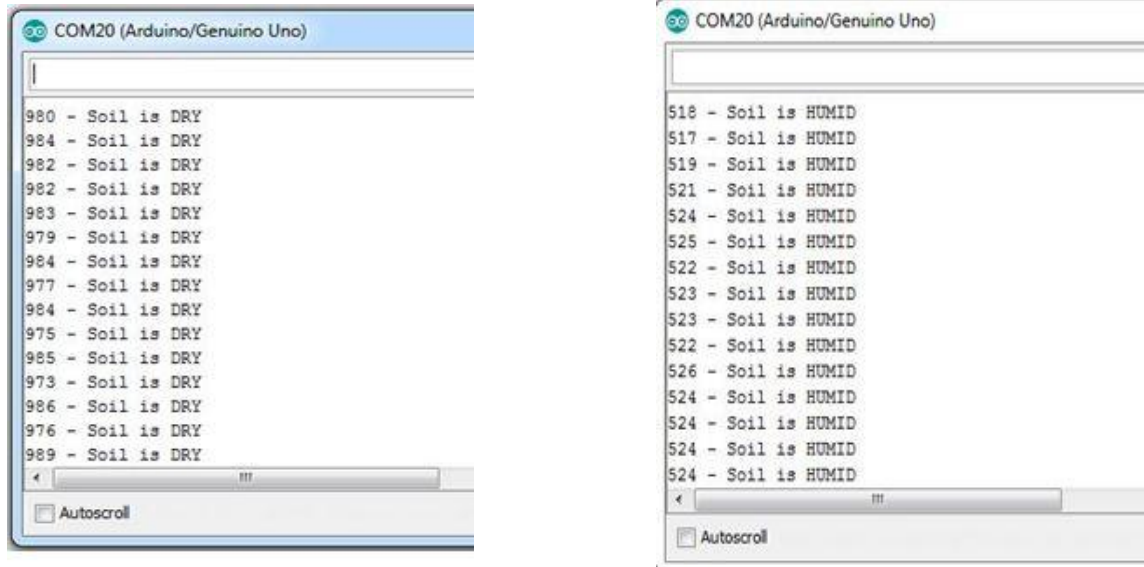 COM20 (Arduino/Genuino Uno)
980 - Soil is DRY
984 - Soil is DRY
982 - Soil is DRY
982 - Soil is DRY
983 - Soil is DRY
979 - Soil is DRY
984 - Soil is DRY
977 - Soil is DRY
984 - Soil is DRY
975 - Soil is DRY
985 - Soil is DRY
973 - Soil is DRY
986 - Soil is DRY
976 - Soil is DRY
989 - Soil is DRY
Autoscroll
COM20 (Arduino/Genuino Uno)
518 - Soil is HUMID
517 - Soil is HUMID
519 - Soil is HUMID
521 - Soil is HUMID
524 - Soil is HUMID
525 - Soil is HUMID
522 - Soil is HUMID
523 - Soil is HUMID
523 - Soil is HUMID
522 - Soil is HUMID
526 - Soil is HUMID
524 - Soil is HUMID
524 - Soil is HUMID
524 - Soil is HUMID
524 - Soil is HUMID
Autoscroll